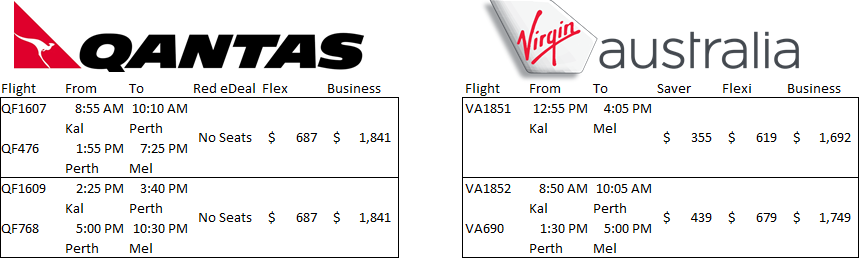 QANTAS
Flight From To Red eDeal Flex Business
QF1607 8:55 AM 10:10 AM
Kal Perth
No Seats $ 687 $ 1,841
QF476 1:55 PM 7:25 PM
Perth Mel
QF1609 2:25 PM 3:40 PM
Kal Perth
No Seats $ 687 $ 1,841
QF768 5:00 PM 10:30 PM
Perth Mel
Virgin australia
Flight From To Saver Flexi Business
VA1851 12:55 PM 4:05 PM
Kal Mel
$ 355 $ 619 $ 1,692
VA1852 8:50 AM 10:05 AM
Kal Perth
$ 439 $ 679 $ 1,749
VA690 1:30 PM 5:00 PM
Perth Mel